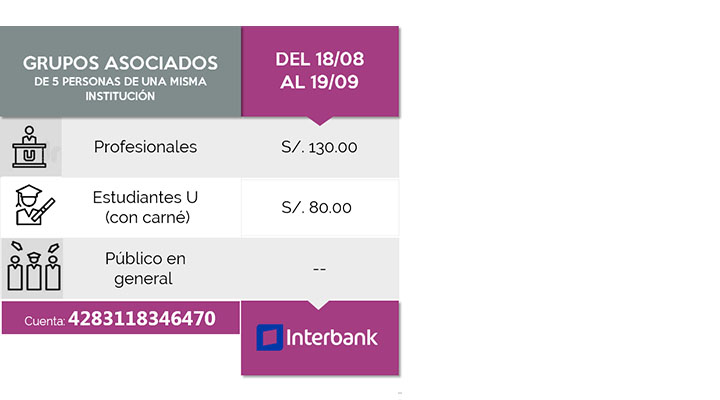 GRUPOS ASOCIADOS
DE 5 PERSONAS DE UNA MISMA
INSTITUCIÓN
DEL 18/08
AL 19/09
U
Profesionales
S/. 130.00
Estudiantes U
(con carné)
S/. 80.00
Público en
general
--
Cuenta: 4283118346470
Interbank